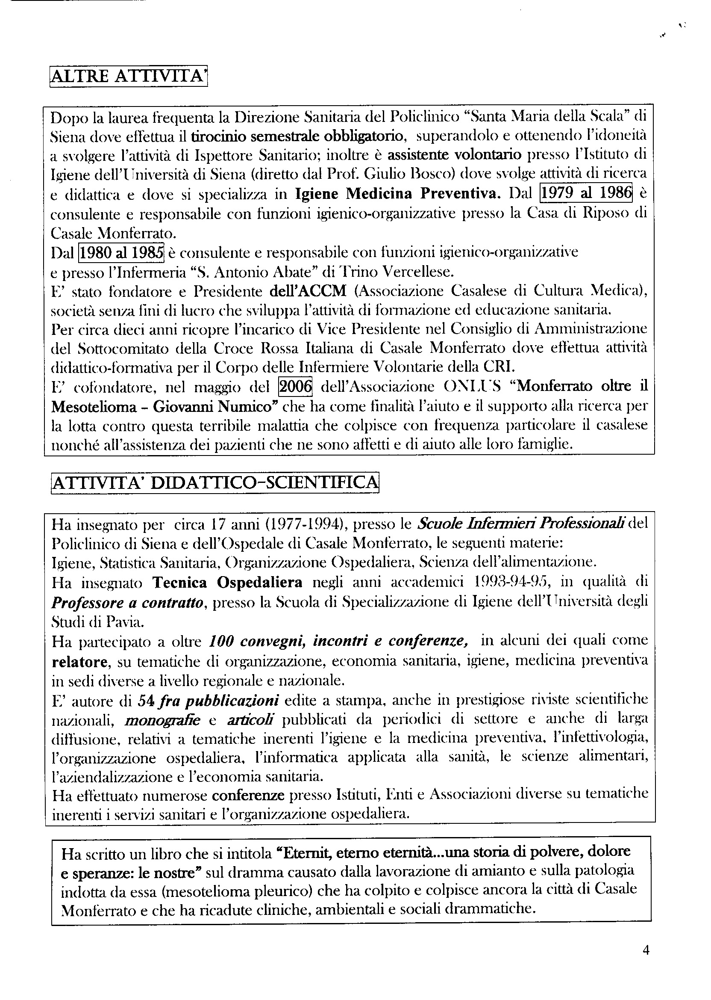 ALTRE ATTIVITA'
Dopo la laurea frequenta la Direzione Sanitaria del Policlinico “Santa Maria della Scala” di
Siena dove effettua il tirocinio semestrale obbligatorio, superandolo e ottenendo l’idoneità
a svolgere l’attività di Ispettore Sanitario; inoltre è assistente volontario presso l’Istituto di
Igiene dell’Università di Siena (diretto dal Prof. Giulio Bosco) dove svolge attività di ricerca
e didattica e dove si specializza in Igiene Medicina Preventiva. Dal 1979 al 1986 è
consulente e responsabile con funzioni igienico-organizzative presso la Casa di Riposo di
Casale Monferrato.
Dal 1980 al 1985 è consulente e responsabile con funzioni igienico-organizzative
e presso l’Infermeria “S. Antonio Abate” di Trino Vercellese.
E’ stato fondatore e Presidente dell’ACCM (Associazione Casalese di Cultura Medica),
società senza fini di lucro che sviluppa l’attività di formazione ed educazione sanitaria.
Per circa dieci anni ricopre l’incarico di Vice Presidente nel Consiglio di Amministrazione
del Sottocomitato della Croce Rossa Italiana di Casale Monferrato dove effettua attività
didattico-formativa per il Corpo delle Infermiere Volontarie della CRI.
E’ cofondatore, nel maggio del 2006 dell’Associazione ONLUS “Monferrato oltre il
Mesotelioma – Giovanni Numico” che ha come finalità l’aiuto e il supporto alla ricerca per
la lotta contro questa terribile malattia che colpisce con frequenza particolare il casalese
nonché all’assistenza dei pazienti che ne sono affetti e di aiuto alle loro famiglie.
ATTIVITA’ DIDATTICO-SCIENTIFICA
Ha insegnato per circa 17 anni (1977-1994), presso le Scuole Infermieri Professionali del
Policlinico di Siena e dell’Ospedale di Casale Monferrato, le seguenti materie:
Igiene, Statistica Sanitaria, Organizzazione Ospedaliera, Scienza dell’alimentazione.
Ha insegnato Tecnica Ospedaliera negli anni accademici 1993-94-95, in qualità di
Professore a contratto, presso la Scuola di Specializzazione di Igiene dell’Università degli
Studi di Pavia.
Ha partecipato a oltre 100 convegni, incontri e conferenze, in alcuni dei quali come
relatore, su tematiche di organizzazione, economia sanitaria, igiene, medicina preventiva
in sedi diverse a livello regionale e nazionale.
E’ autore di 54 fra pubblicazioni edite a stampa, anche in prestigiose riviste scientifiche
nazionali, monografie e articoli pubblicati da periodici di settore e anche di larga
diffusione, relativi a tematiche inerenti l’igiene e la medicina preventiva, l’infettivologia,
l’organizzazione ospedaliera, l’informatica applicata alla sanità, le scienze alimentari,
l’aziendalizzazione e l’economia sanitaria.
Ha effettuato numerose conferenze presso Istituti, Enti e Associazioni diverse su tematiche
inerenti i servizi sanitari e l’organizzazione ospedaliera.
Ha scritto un libro che si intitola “Eternit, eterno eternità...una storia di polvere, dolore
e speranze: le nostre” sul dramma causato dalla lavorazione di amianto e sulla patologia
indotta da essa (mesotelioma pleurico) che ha colpito e colpisce ancora la città di Casale
Monferrato e che ha ricadute cliniche, ambientali e sociali drammatiche.
4